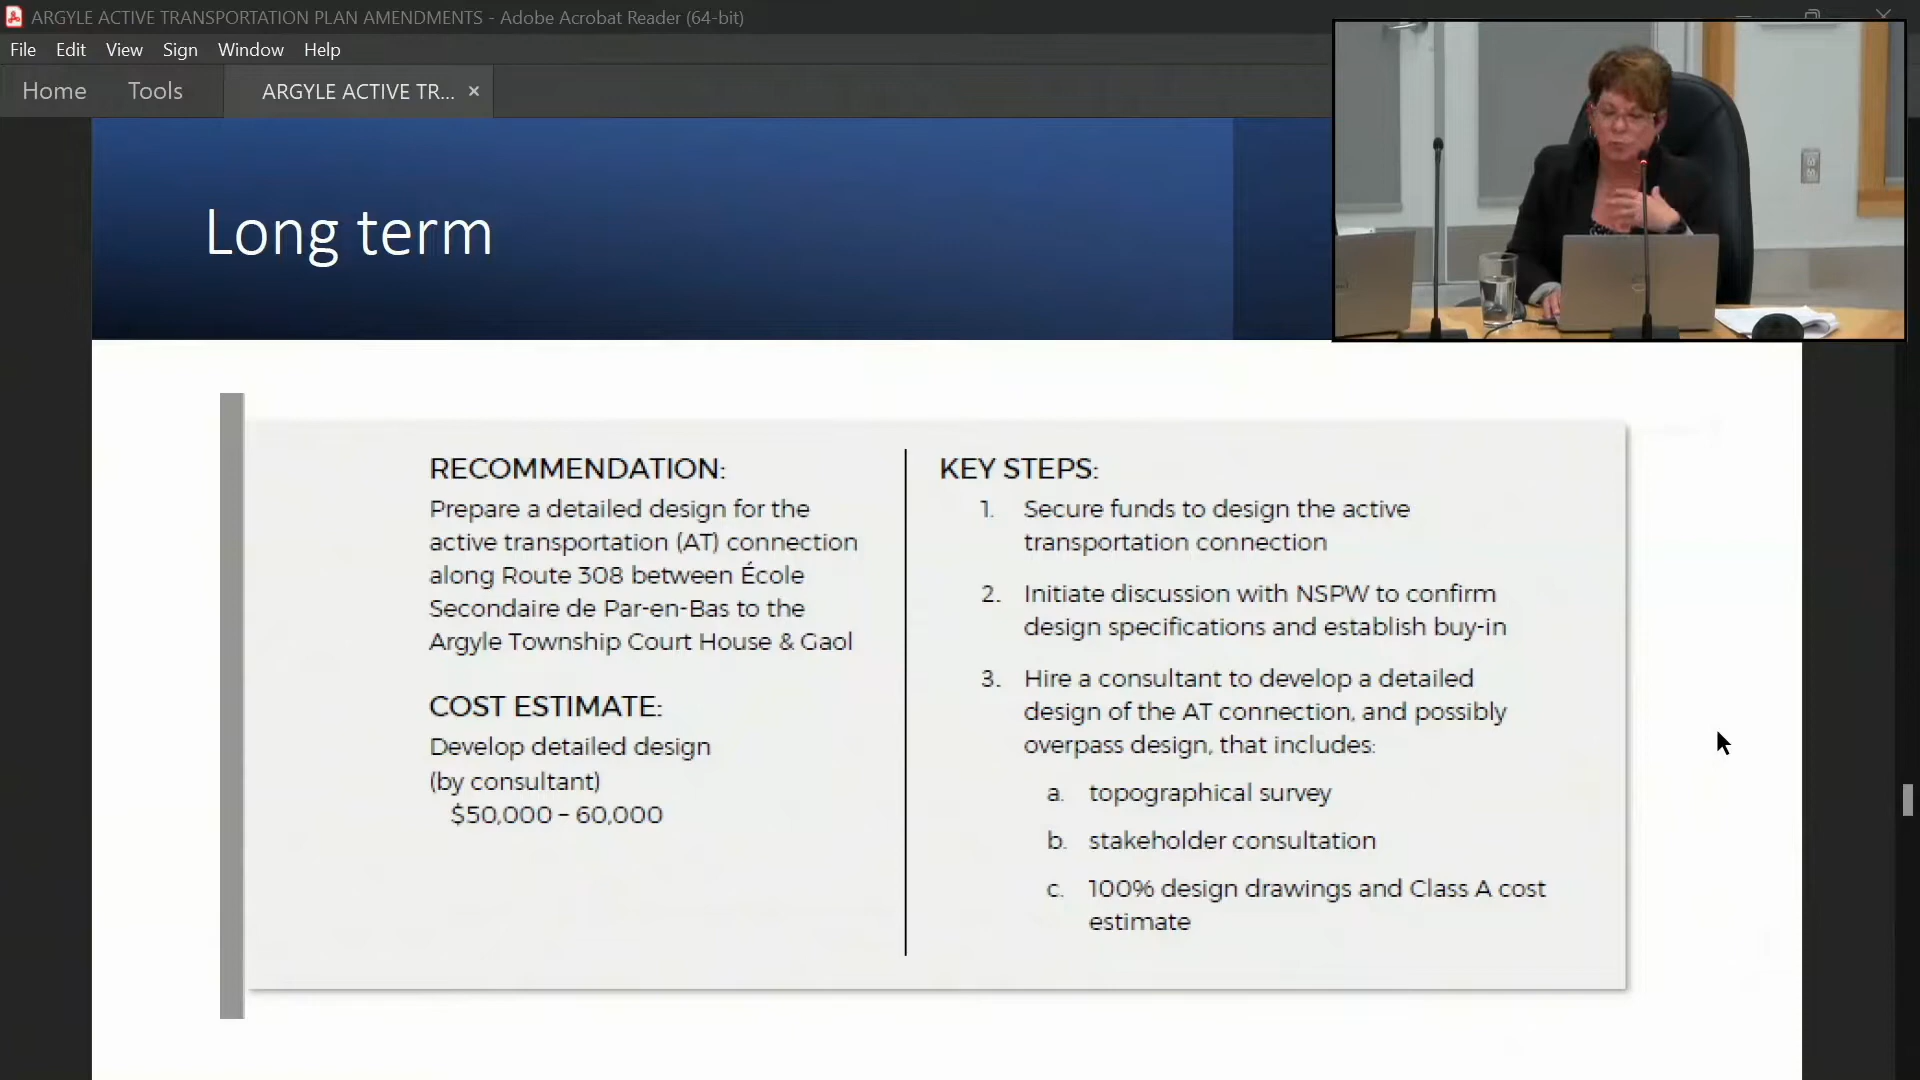 ARGYLE ACTIVE TRANSPORTATION PLAN AMENDMENTS - Adobe Acrobat Reader (64-bit)
File Edit View Sign Window Help
Home Tools ARGYLE ACTIVE TR... ×
Long term
RECOMMENDATION:
Prepare a detailed design for the
active transportation (AT) connection
along Route 308 between École
Secondaire de Par-en-Bas to the
Argyle Township Court House & Gaol
COST ESTIMATE:
Develop detailed design
(by consultant)
$50,000 – 60,000
KEY STEPS:
1. Secure funds to design the active
transportation connection
2. Initiate discussion with NSPW to confirm
design specifications and establish buy-in
3. Hire a consultant to develop a detailed
design of the AT connection, and possibly
overpass design, that includes:
a. topographical survey
b. stakeholder consultation
c. 100% design drawings and Class A cost
estimate